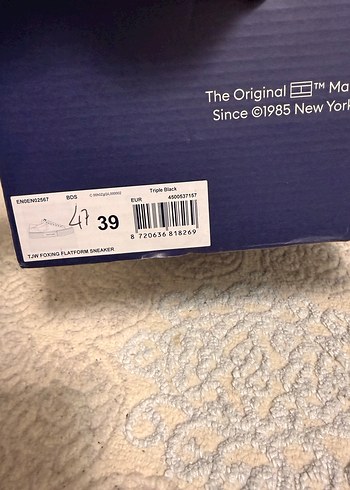 The Original ™ Ma
Since ©1985 New York
EN0EN02567 BDS Triple Black
EUR 4500537157
47 39
8 720636 818269
TJW FOXING FLATFORM SNEAKER